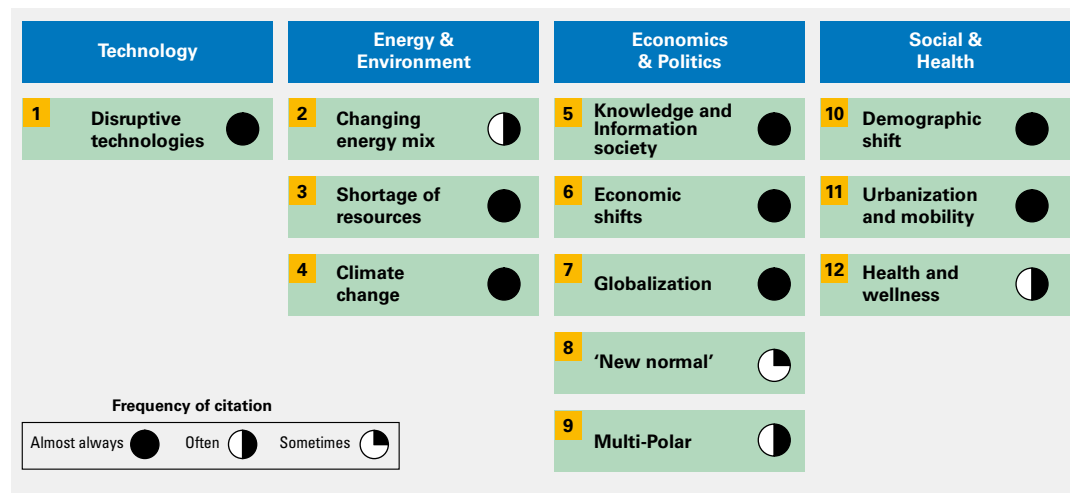 Technology
Energy &
Environment
Economics
& Politics
Social &
Health
1
Disruptive
technologies
2
Changing
energy mix
3
Shortage of
resources
4
Climate
change
5
Knowledge and
Information
society
6
Economic
shifts
7
Globalization
8
‘New normal’
9
Multi-Polar
10
Demographic
shift
11
Urbanization
and mobility
12
Health and
wellness
Frequency of citation
Almost always
Often
Sometimes